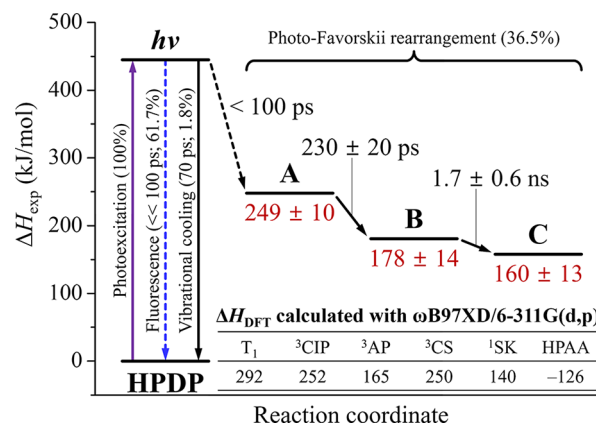 500
400
300
200
100
0
ΔHexp (kJ/mol)
hν
Photo-Favorskii rearrangement (36.5%)
Photoexcitation (100%)
Fluorescence (<< 100 ps; 61.7%)
Vibrational cooling (70 ps; 1.8%)
< 100 ps
A
230 ± 20 ps
249 ± 10
B
1.7 ± 0.6 ns
178 ± 14
C
160 ± 13
HPDP
ΔHDFT calculated with ωB97XD/6-311G(d,p)
T1 3CIP 3AP 3CS 1SK HPAA
292 252 165 250 140 –126
Reaction coordinate